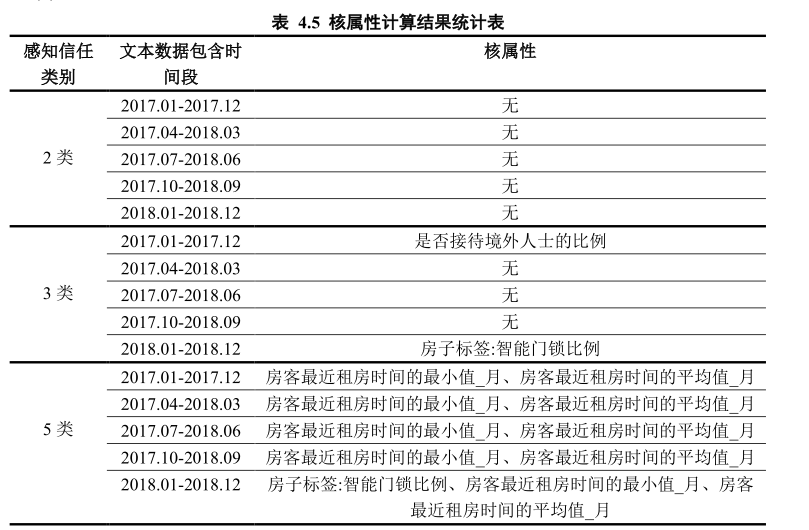 表 4.5 核属性计算结果统计表
感知信任 文本数据包含时 核属性
类别 间段
2017.01-2017.12 无
2017.04-2018.03 无
2 类 2017.07-2018.06 无
2017.10-2018.09 无
2018.01-2018.12 无
2017.01-2017.12 是否接待境外人士的比例
2017.04-2018.03 无
3 类 2017.07-2018.06 无
2017.10-2018.09 无
2018.01-2018.12 房子标签:智能门锁比例
2017.01-2017.12 房客最近租房时间的最小值_月、房客最近租房时间的平均值_月
2017.04-2018.03 房客最近租房时间的最小值_月、房客最近租房时间的平均值_月
5 类 2017.07-2018.06 房客最近租房时间的最小值_月、房客最近租房时间的平均值_月
2017.10-2018.09 房客最近租房时间的最小值_月、房客最近租房时间的平均值_月
2018.01-2018.12 房子标签:智能门锁比例、房客最近租房时间的最小值_月、房客
最近租房时间的平均值_月